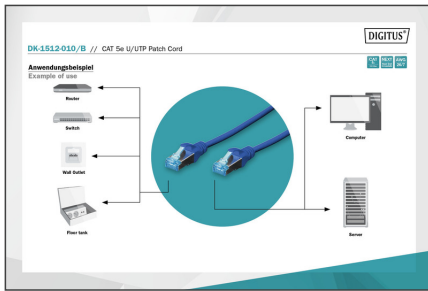 DIGITUS®
DK-1512-010/B // CAT 5e U/UTP Patch Cord
Anwendungsbeispiel
Example of use
Router
Switch
Wall Outlet
Floor tank
Computer
Server